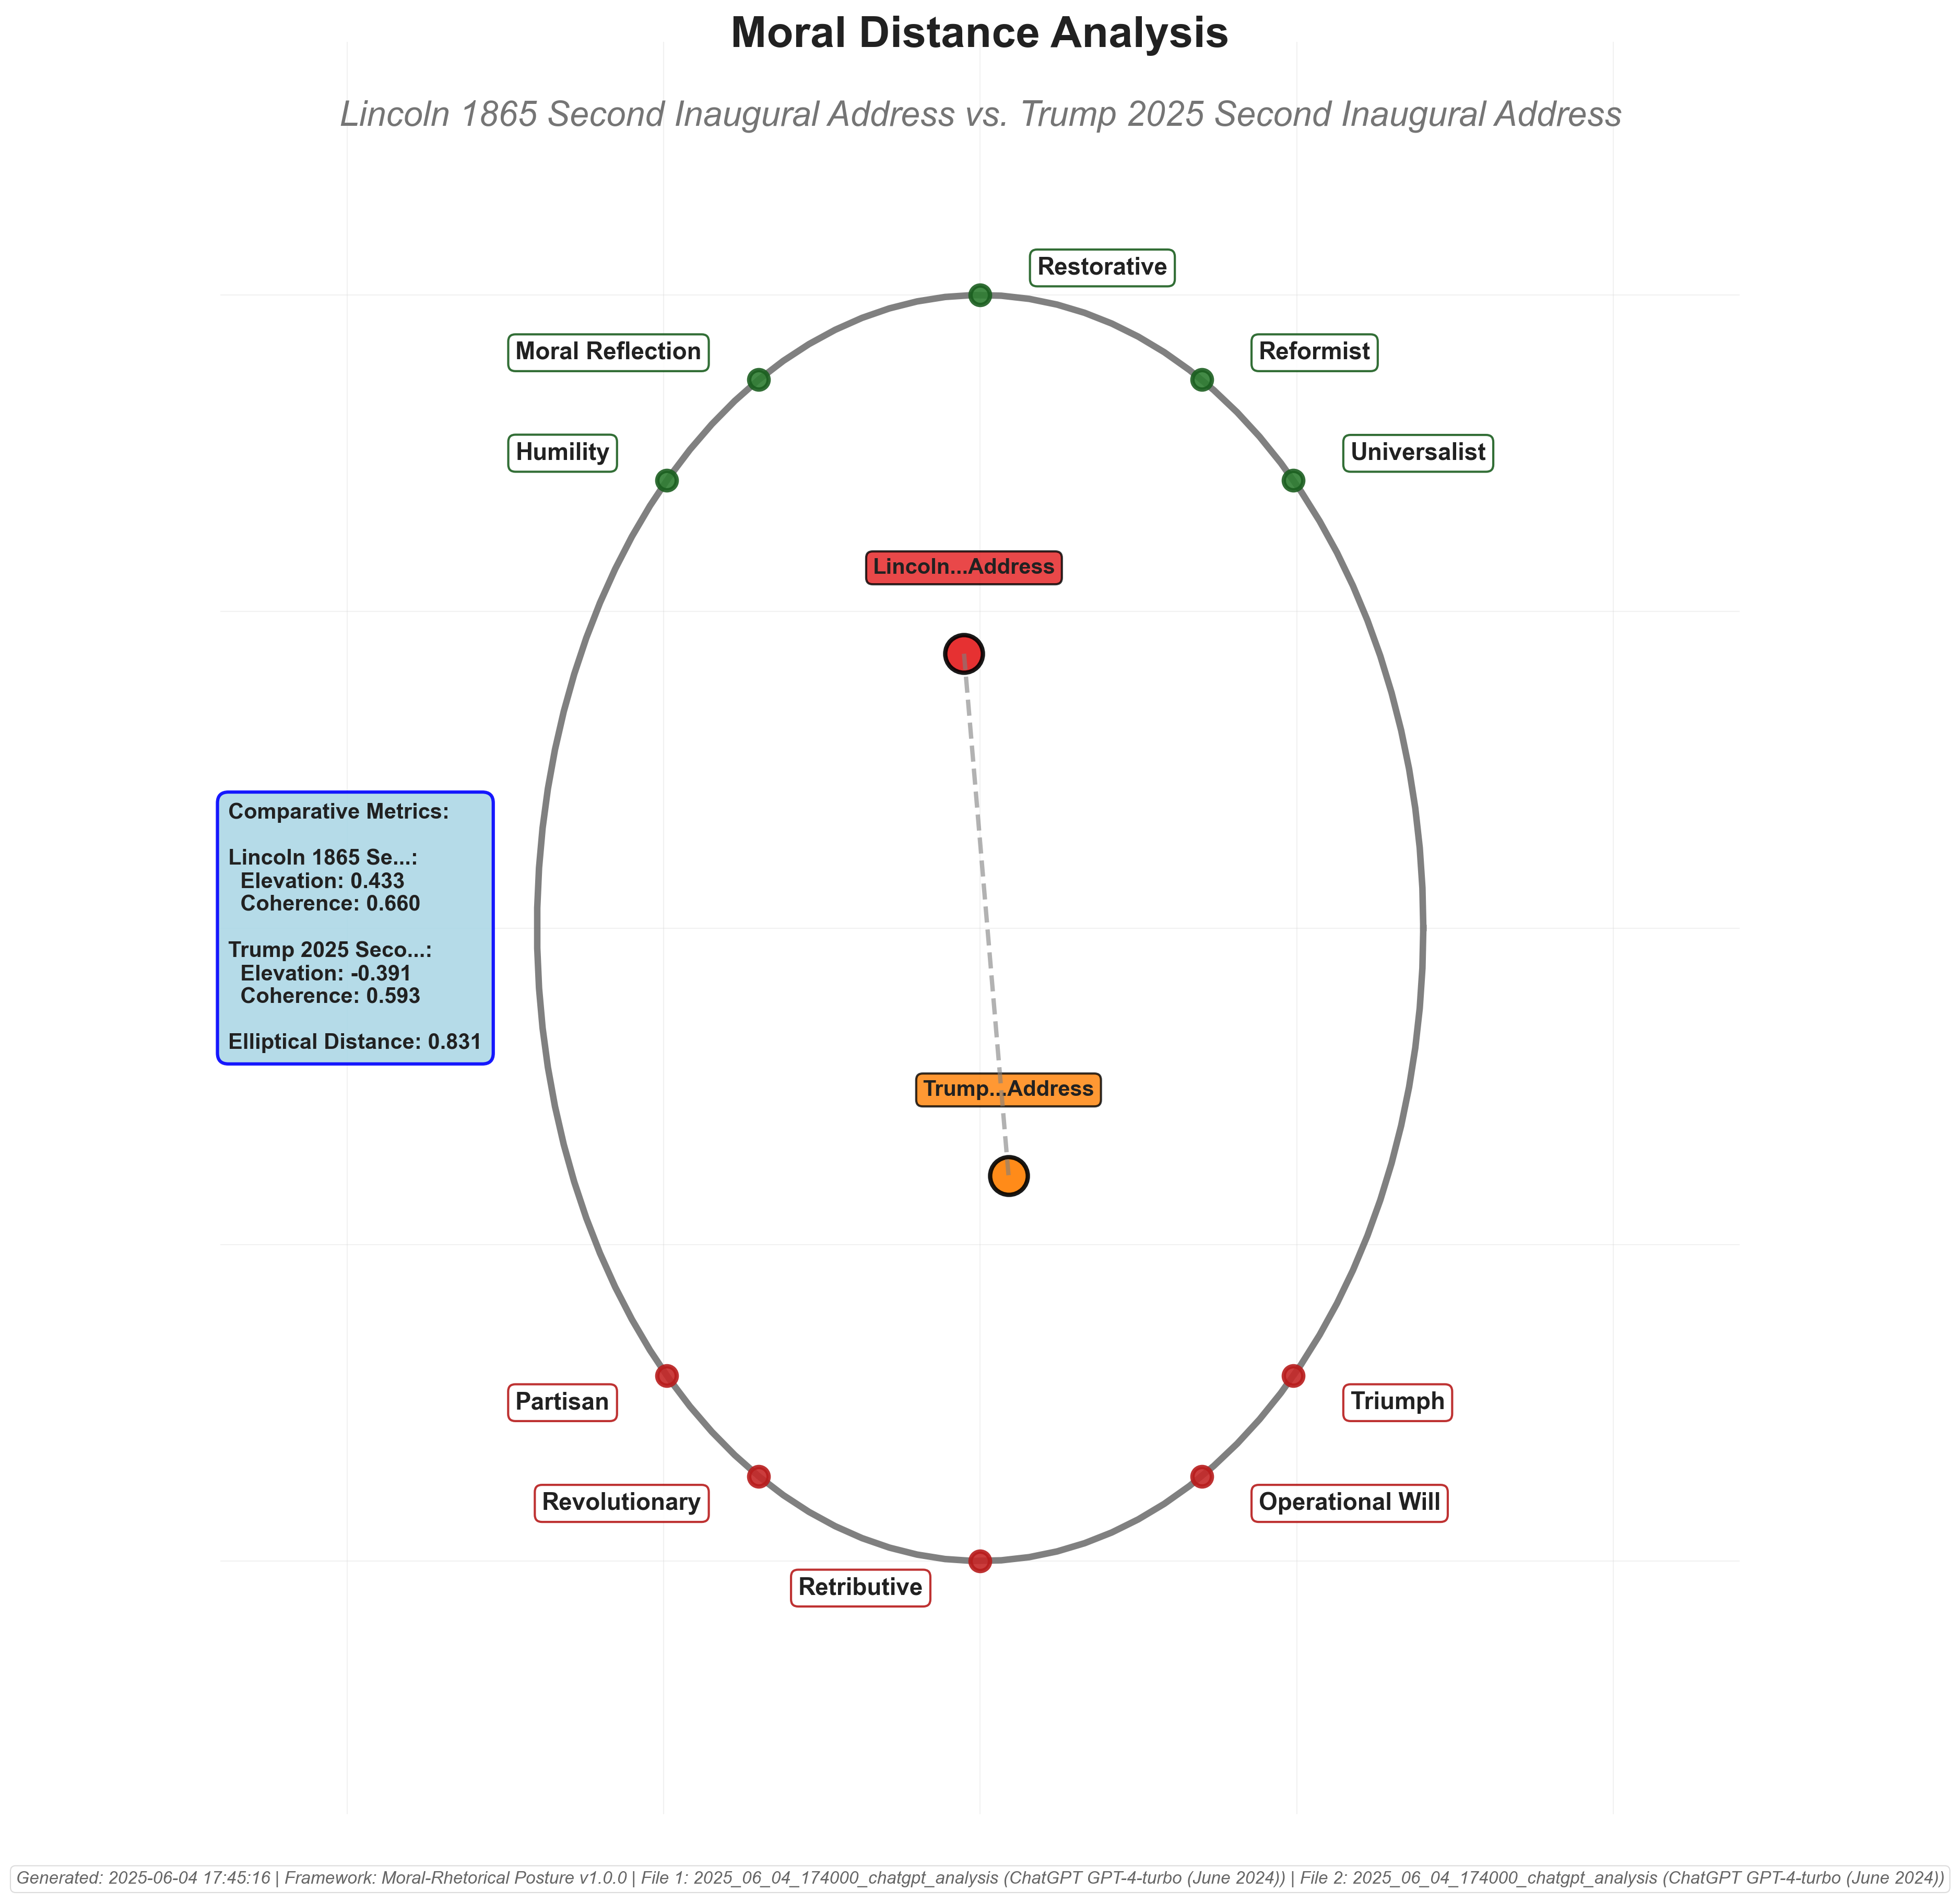 Moral Distance Analysis
Lincoln 1865 Second Inaugural Address vs. Trump 2025 Second Inaugural Address
Restorative
Moral Reflection
Reformist
Humility
Universalist
Lincoln...Address
Comparative Metrics:
Lincoln 1865 Se...:
Elevation: 0.433
Coherence: 0.660
Trump 2025 Seco...:
Elevation: -0.391
Coherence: 0.593
Elliptical Distance: 0.831
Trump...Address
Partisan
Triumph
Revolutionary
Operational Will
Retributive
Generated: 2025-06-04 17:45:16 | Framework: Moral-Rhetorical Posture v1.0.0 | File 1: 2025_06_04_174000_chatgpt_analysis (ChatGPT GPT-4-turbo (June 2024)) | File 2: 2025_06_04_174000_chatgpt_analysis (ChatGPT GPT-4-turbo (June 2024))